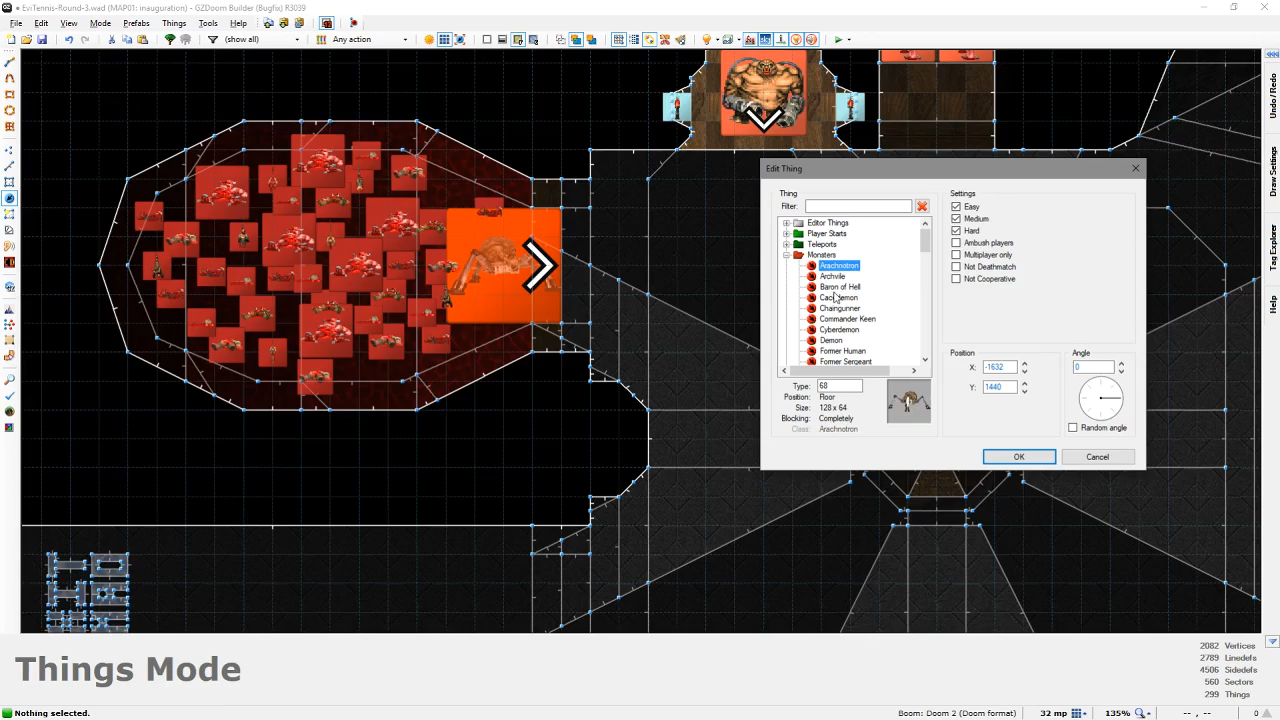 EviTennis-Round-3.wad (MAP01: inauguration) - GZDoom Builder (Bugfix) R3039
File Edit View Mode Prefabs Things Tools Help
(show all) Any action
Undo / Redo
Draw Settings
Tag Explorer
Help
Edit Thing
Thing
Filter:
Editor Things
Player Starts
Teleports
Monsters
Arachnotron
Archvile
Baron of Hell
Cacodemon
Chaingunner
Commander Keen
Cyberdemon
Demon
Former Human
Former Sergeant
Type: 68
Position: Floor
Size: 128 x 64
Blocking: Completely
Class: Arachnotron
Settings
Easy
Medium
Hard
Ambush players
Multiplayer only
Not Deathmatch
Not Cooperative
Position
X: -1632
Y: 1440
Angle
0
Random angle
OK Cancel
Things Mode
2082 Vertices
2789 Linedefs
4506 Sidedefs
560 Sectors
299 Things
Nothing selected. Boom: Doom 2 (Doom format) 32 mp 135% -- , -- 0